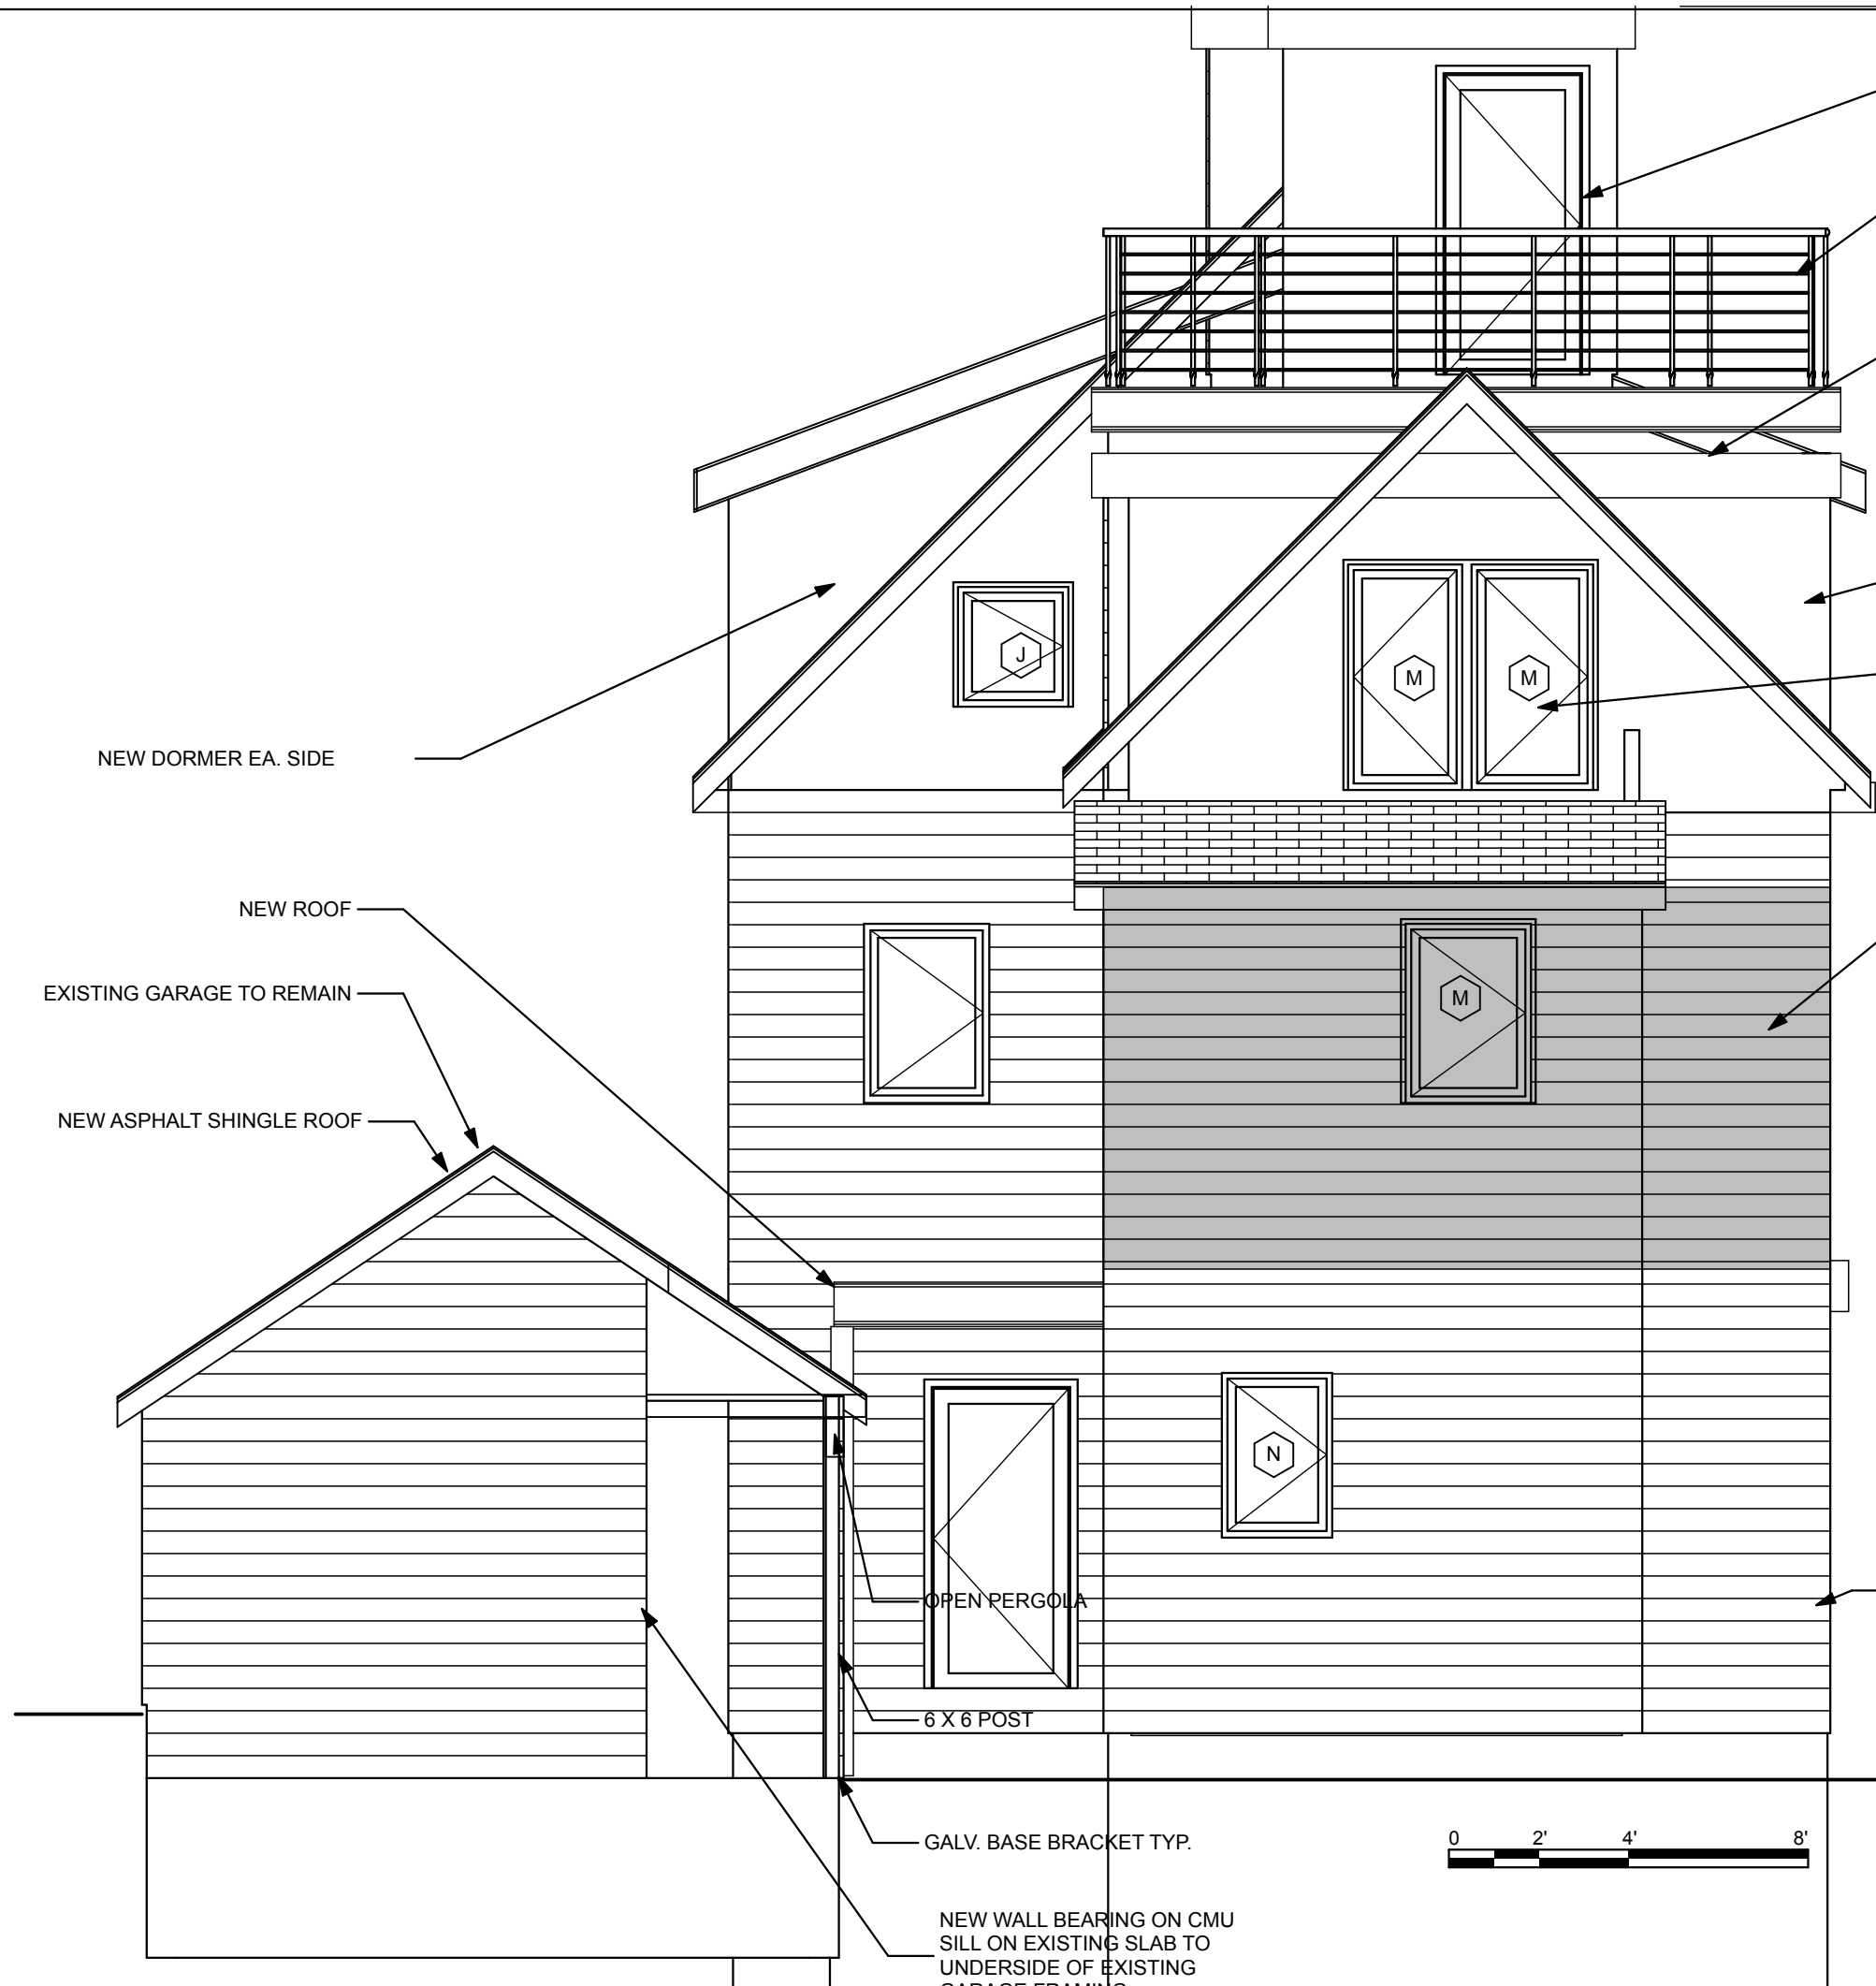 J
M
M
NEW DORMER EA. SIDE
NEW ROOF
EXISTING GARAGE TO REMAIN
M
NEW ASPHALT SHINGLE ROOF
N
OPEN PERGOLA
6 X 6 POST
GALV. BASE BRACKET TYP.
0 2' 4' 8'
NEW WALL BEARING ON CMU
SILL ON EXISTING SLAB TO
UNDERSIDE OF EXISTING
GARAGE FRAMING